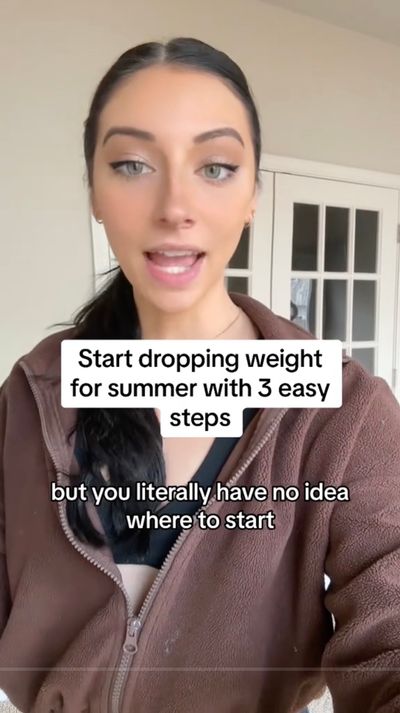 Start dropping weight
for summer with 3 easy
steps
but you literally have no idea
where to start